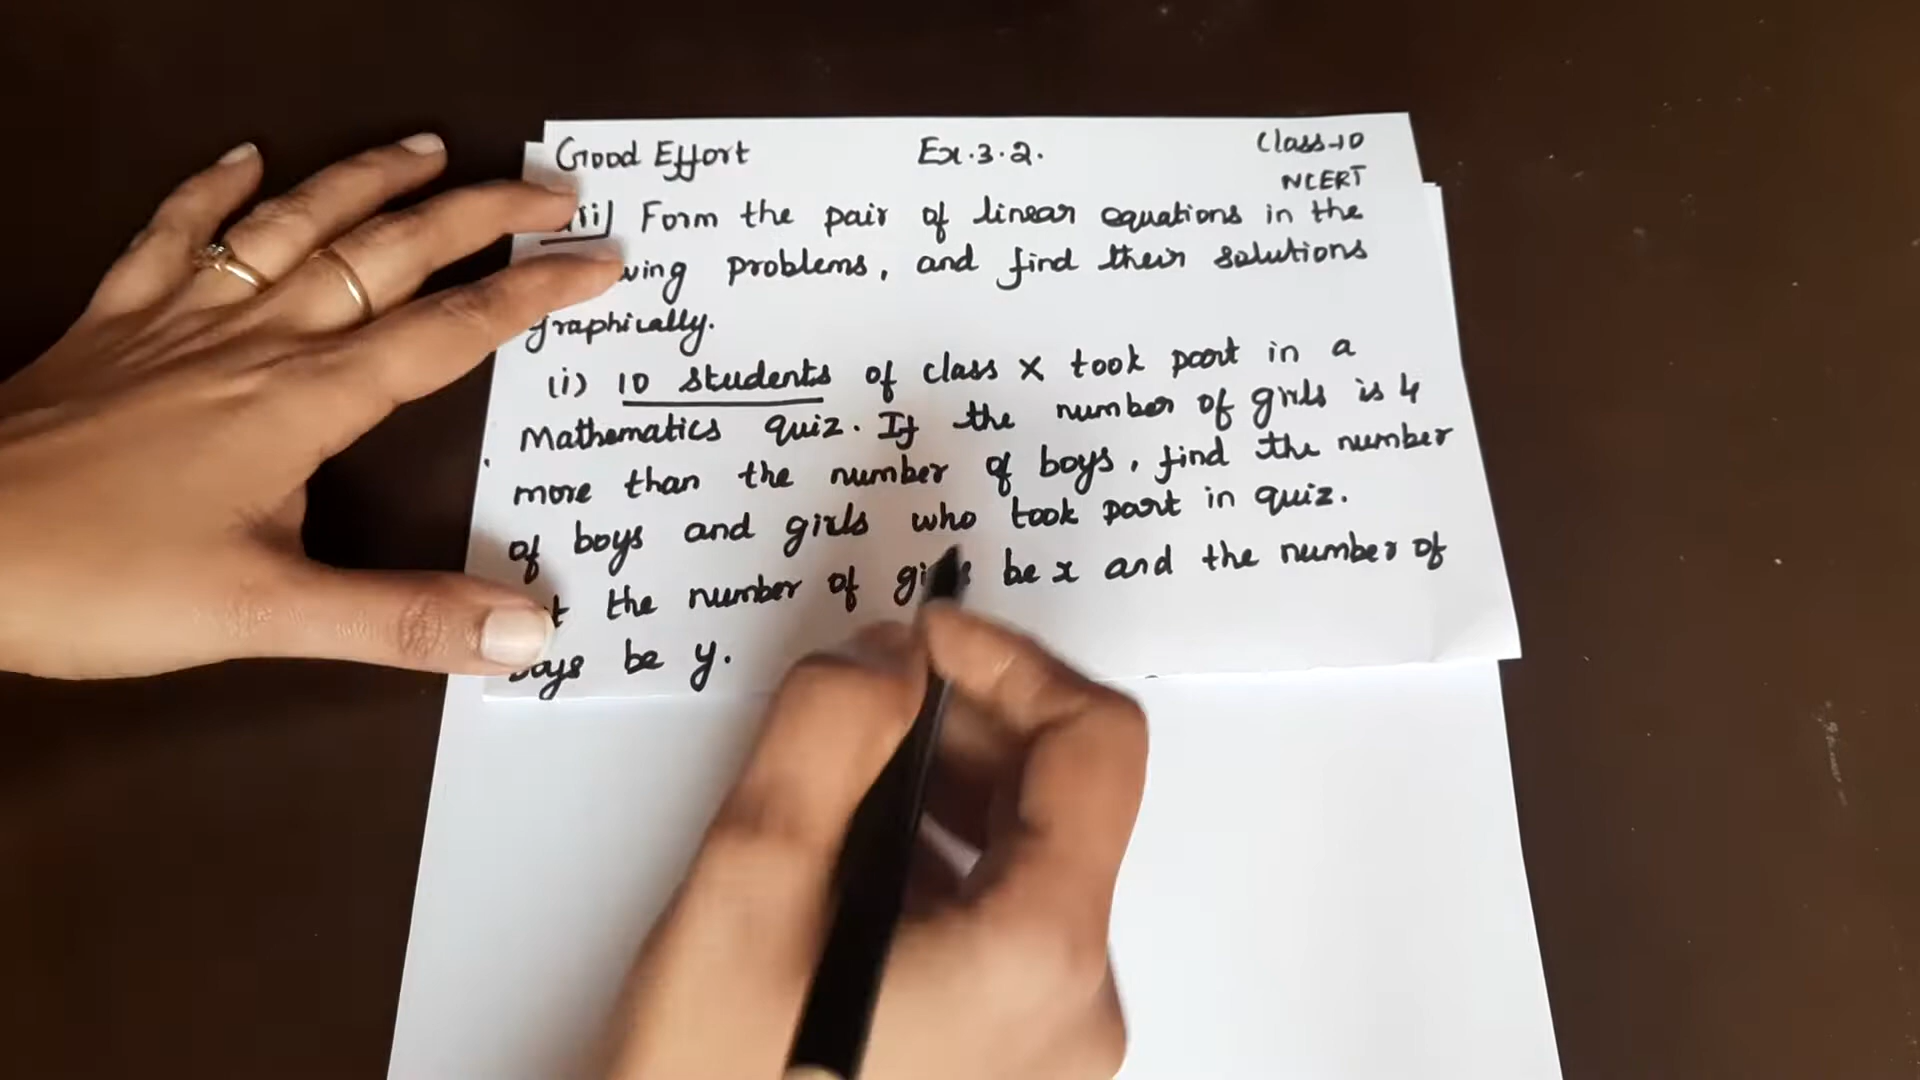 Good Effort Ex.3.2. Class-10
NCERT
Form the pair of linear equations in the
problems, and find their solutions
graphically.
(i) 10 students of class X took part in a
Mathematics quiz. If the number of girls is 4
more than the number of boys, find the number
of boys and girls who took part in quiz.
the number of be x and the number of
boys be y.